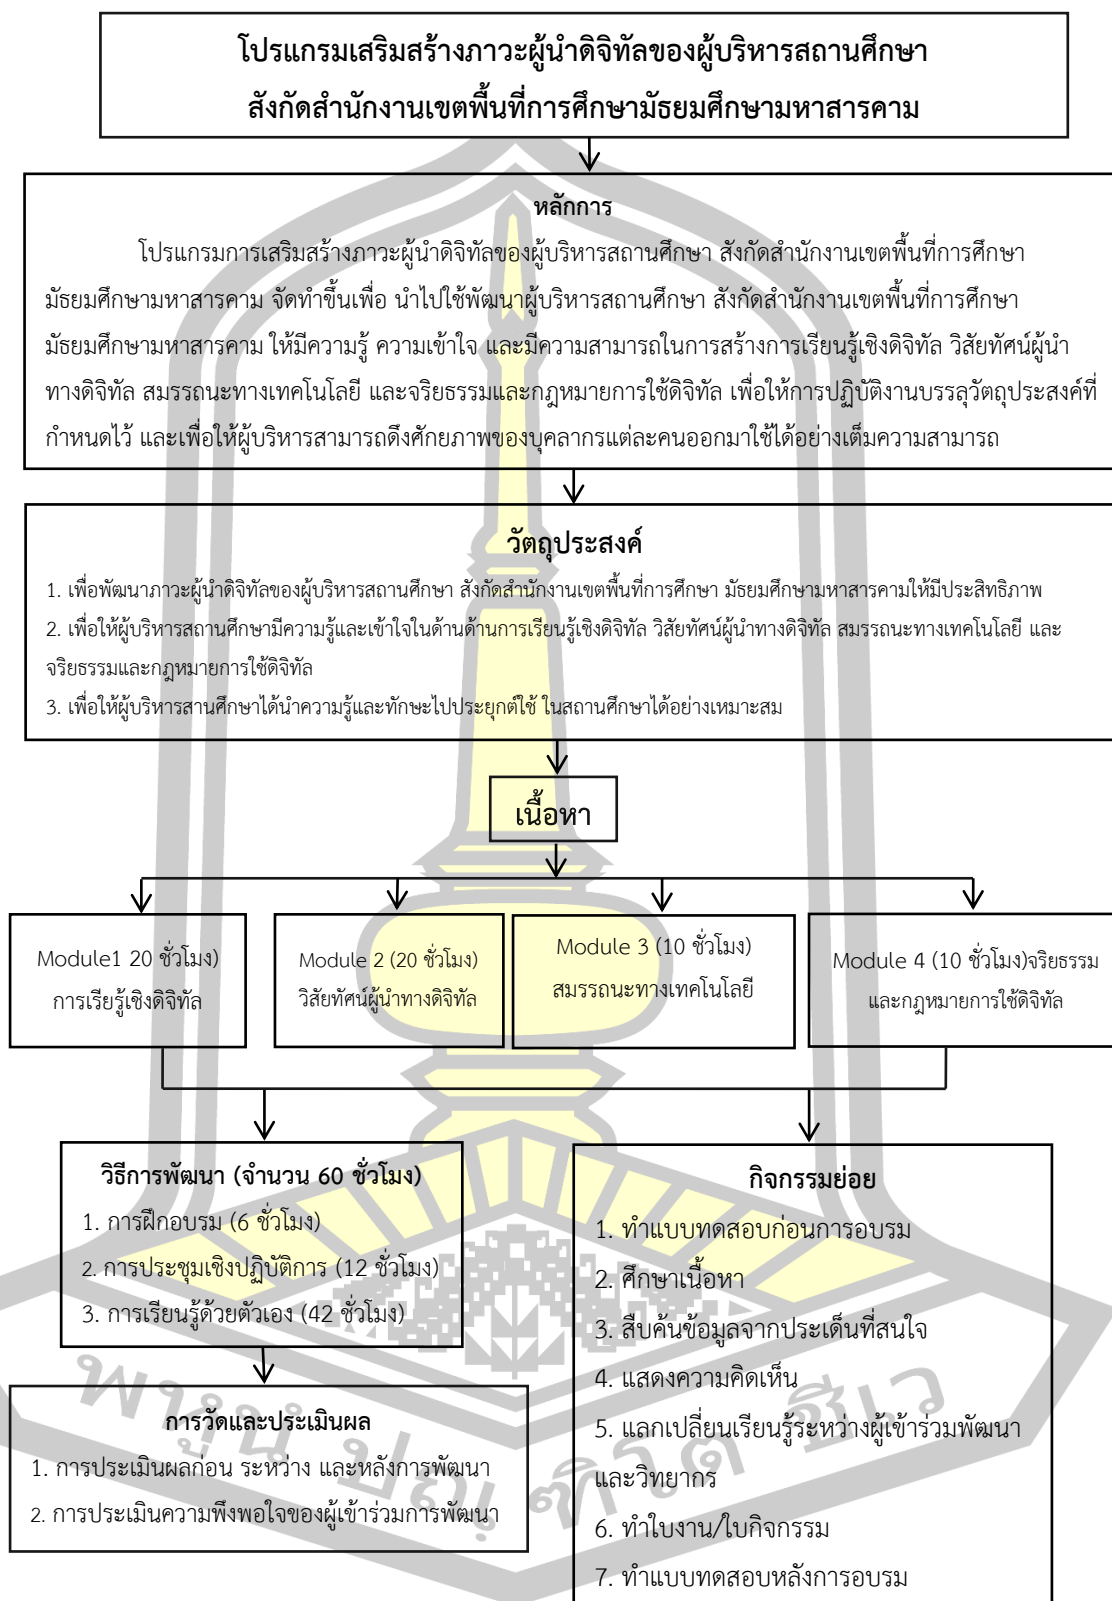 โปรแกรมเสริมสร้างภาวะผู้นำดิจิทัลของผู้บริหารสถานศึกษา
สังกัดสำนักงานเขตพื้นที่การศึกษามัธยมศึกษามหาสารคาม
หลักการ
โปรแกรมการเสริมสร้างภาวะผู้นำดิจิทัลของผู้บริหารสถานศึกษา สังกัดสำนักงานเขตพื้นที่การศึกษา
มัธยมศึกษามหาสารคาม จัดทำขึ้นเพื่อ นำไปใช้พัฒนาผู้บริหารสถานศึกษา สังกัดสำนักงานเขตพื้นที่การศึกษา
มัธยมศึกษามหาสารคาม ให้มีความรู้ ความเข้าใจ และมีความสามารถในการสร้างการเรียนรู้เชิงดิจิทัล วิสัยทัศน์ผู้นำ
ทางดิจิทัล สมรรถนะทางเทคโนโลยี และจริยธรรมและกฎหมายการใช้ดิจิทัล เพื่อให้การปฏิบัติงานบรรลุวัตถุประสงค์ที่
กำหนดไว้ และเพื่อให้ผู้บริหารสามารถดึงศักยภาพของบุคลากรแต่ละคนออกมาใช้ได้อย่างเต็มความสามารถ
วัตถุประสงค์
1. เพื่อพัฒนาภาวะผู้นำดิจิทัลของผู้บริหารสถานศึกษา สังกัดสำนักงานเขตพื้นที่การศึกษา มัธยมศึกษามหาสารคามให้มีประสิทธิภาพ
2. เพื่อให้ผู้บริหารสถานศึกษามีความรู้และเข้าใจในด้านด้านการเรียนรู้เชิงดิจิทัล วิสัยทัศน์ผู้นำทางดิจิทัล สมรรถนะทางเทคโนโลยี และ
จริยธรรมและกฎหมายการใช้ดิจิทัล
3. เพื่อให้ผู้บริหารสานศึกษาได้นำความรู้และทักษะไปประยุกต์ใช้ ในสถานศึกษาได้อย่างเหมาะสม
เนื้อหา
Module1 20 ชั่วโมง)
การเรียรู้เชิงดิจิทัล
Module 2 (20 ชั่วโมง)
วิสัยทัศน์ผู้นำทางดิจิทัล
Module 3 (10 ชั่วโมง)
สมรรถนะทางเทคโนโลยี
Module 4 (10 ชั่วโมง)จริยธรรม
และกฎหมายการใช้ดิจิทัล
วิธีการพัฒนา (จำนวน 60 ชั่วโมง)
1. การฝึกอบรม (6 ชั่วโมง)
2. การประชุมเชิงปฏิบัติการ (12 ชั่วโมง)
3. การเรียนรู้ด้วยตัวเอง (42 ชั่วโมง)
การวัดและประเมินผล
1. การประเมินผลก่อน ระหว่าง และหลังการพัฒนา
2. การประเมินความพึงพอใจของผู้เข้าร่วมการพัฒนา
กิจกรรมย่อย
1. ทำแบบทดสอบก่อนการอบรม
2. ศึกษาเนื้อหา
3. สืบค้นข้อมูลจากประเด็นที่สนใจ
4. แสดงความคิดเห็น
5. แลกเปลี่ยนเรียนรู้ระหว่างผู้เข้าร่วมพัฒนา
และวิทยากร
6. ทำใบงาน/ใบกิจกรรม
7. ทำแบบทดสอบหลังการอบรม
พหูนํ ปณฺฑิโต ชีเว